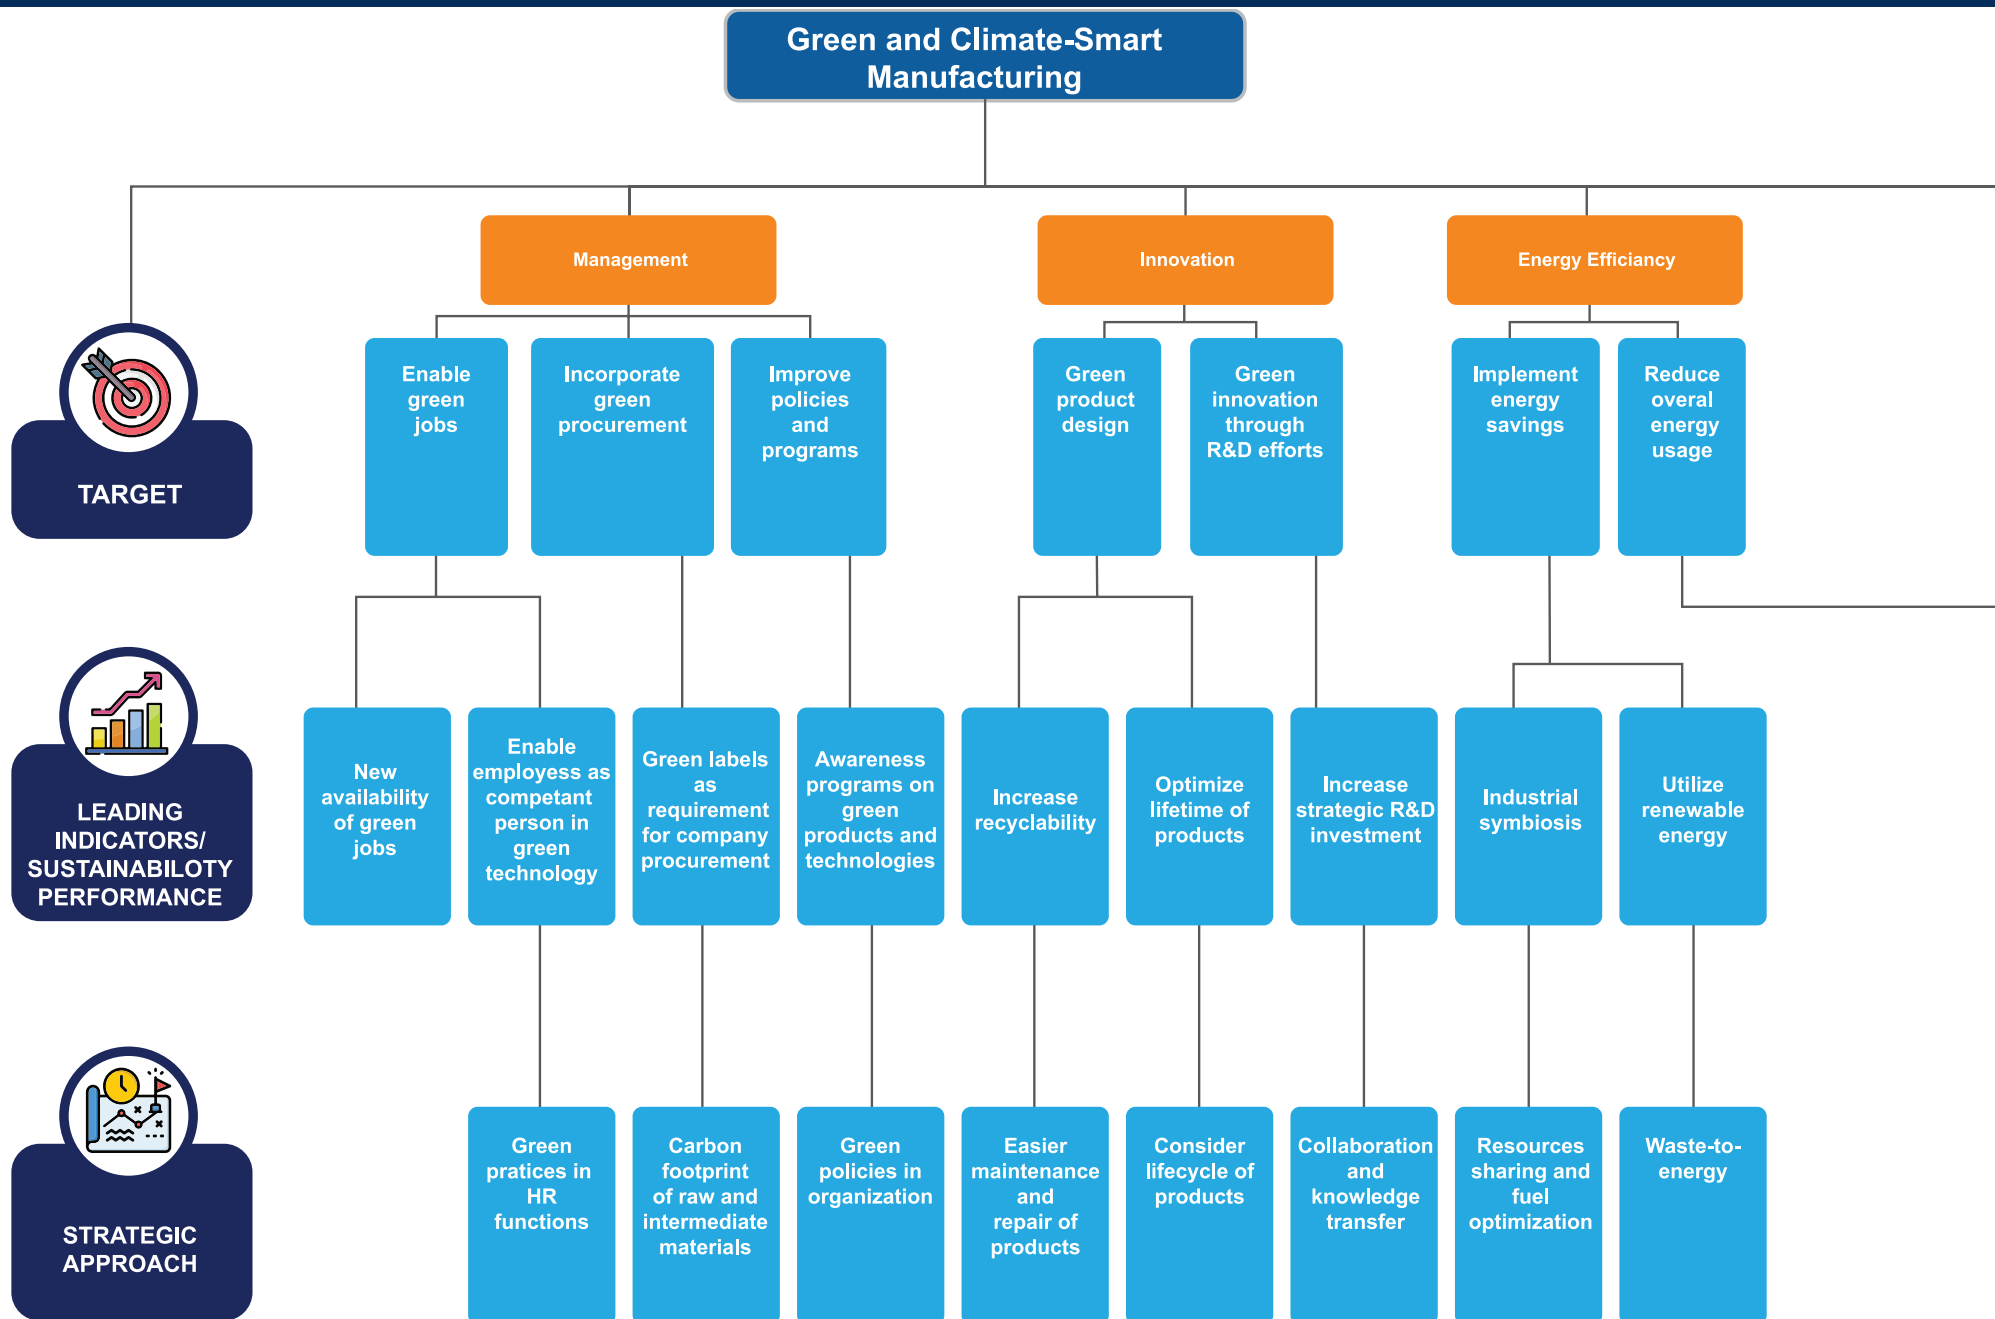 Green and Climate-Smart
Manufacturing
Management
Innovation
Energy Efficiancy
TARGET
Enable
green
jobs
Incorporate
green
procurement
Improve
policies
and
programs
Green
product
design
Green
innovation
through
R&D efforts
Implement
energy
savings
Reduce
overal
energy
usage
LEADING
INDICATORS/
SUSTAINABILOTY
PERFORMANCE
New
availability
of green
jobs
Enable
employess as
competant
person in
green
technology
Green labels
as
requirement
for company
procurement
Awareness
programs on
green
products and
technologies
Increase
recyclability
Optimize
lifetime of
products
Increase
strategic R&D
investment
Industrial
symbiosis
Utilize
renewable
energy
STRATEGIC
APPROACH
Green
pratices in
HR
functions
Carbon
footprint
of raw and
intermediate
materials
Green
policies in
organization
Easier
maintenance
and
repair of
products
Consider
lifecycle of
products
Collaboration
and
knowledge
transfer
Resources
sharing and
fuel
optimization
Waste-to-
energy